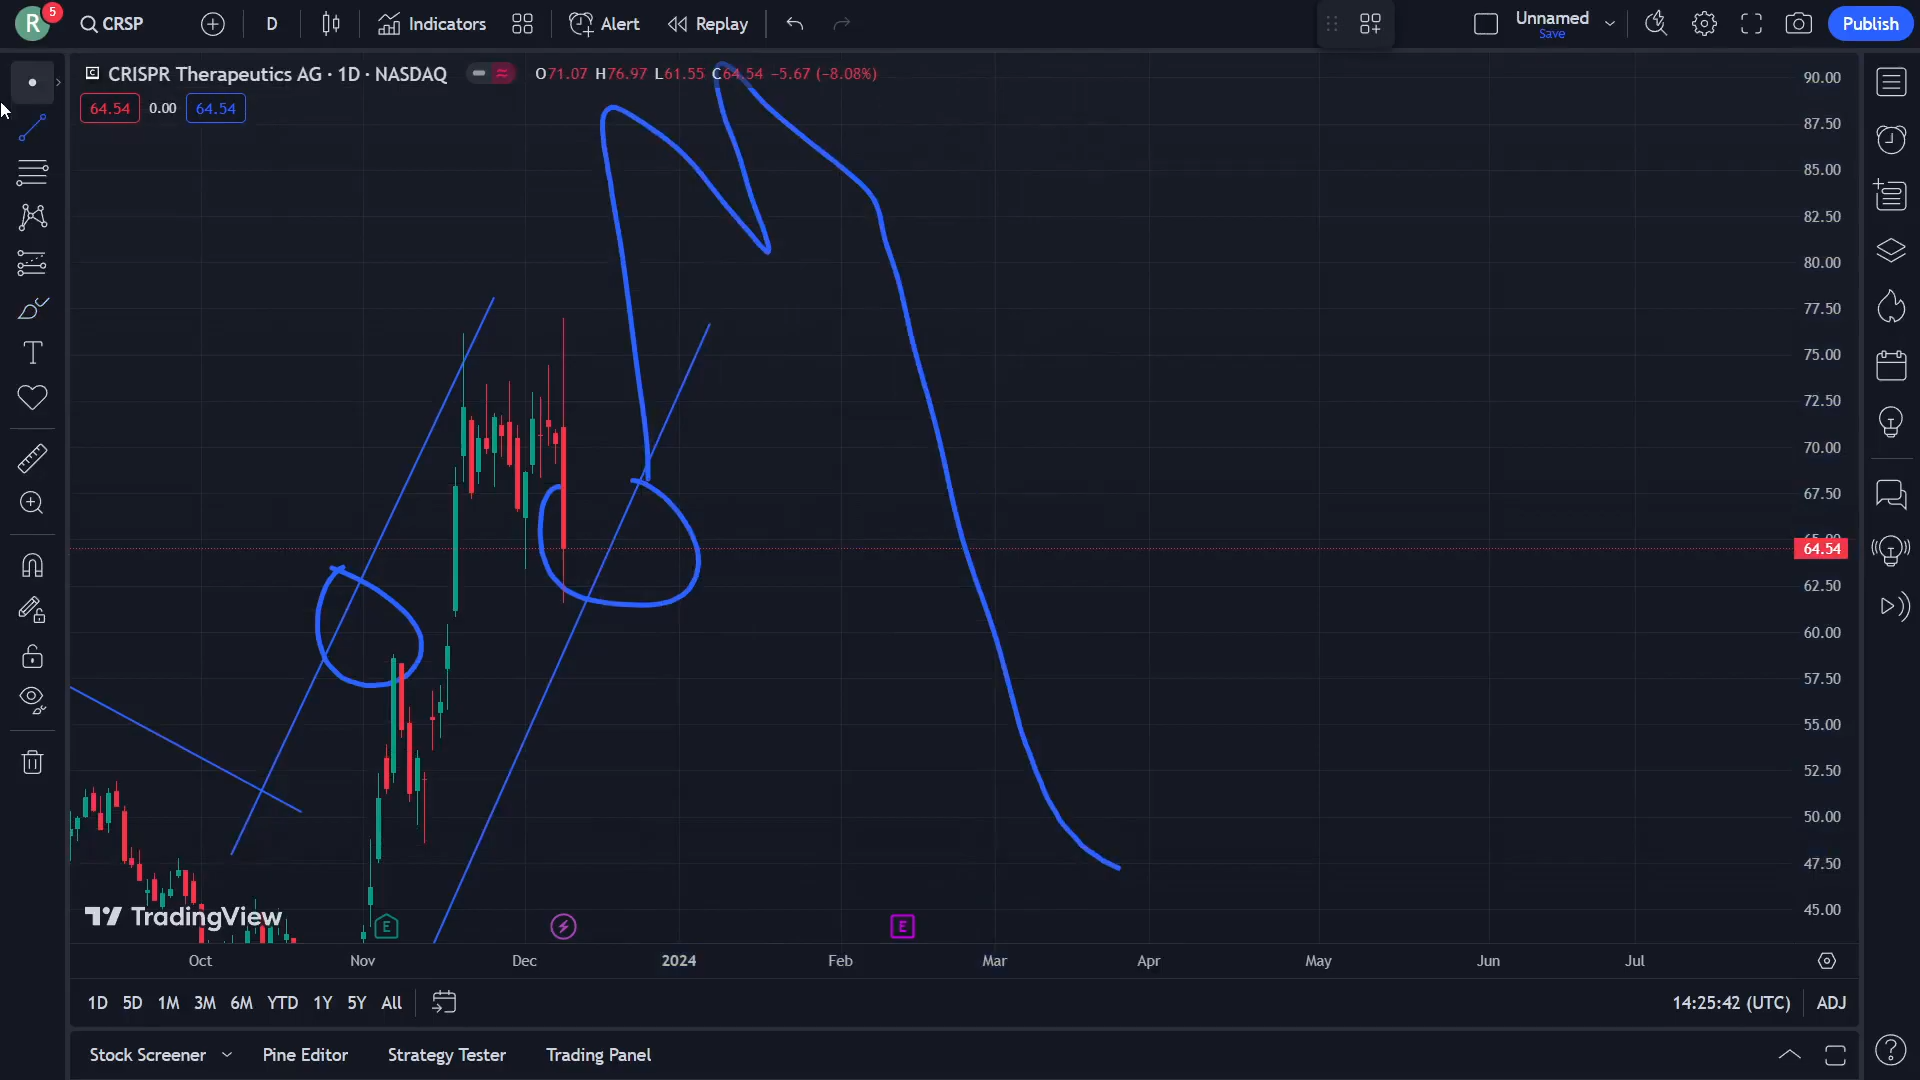 R 5 CRSP D Indicators Alert Replay Unnamed Save Publish
CRISPR Therapeutics AG · 1D · NASDAQ O71.07 H76.97 L61.55 C64.54 -5.67 (-8.08%)
64.54 0.00 64.54
90.00
87.50
85.00
82.50
80.00
77.50
75.00
72.50
70.00
67.50
65.00
64.54
62.50
60.00
57.50
55.00
52.50
50.00
47.50
45.00
TradingView
E E
Oct Nov Dec 2024 Feb Mar Apr May Jun Jul
1D 5D 1M 3M 6M YTD 1Y 5Y All 14:25:42 (UTC) ADJ
Stock Screener Pine Editor Strategy Tester Trading Panel